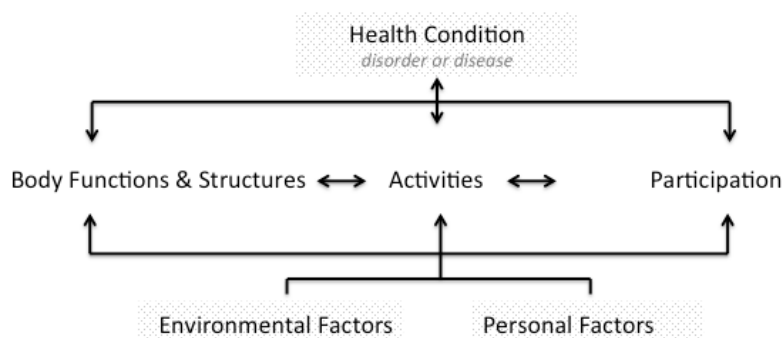 Health Condition
disorder or disease
Body Functions & Structures
Activities
Participation
Environmental Factors
Personal Factors